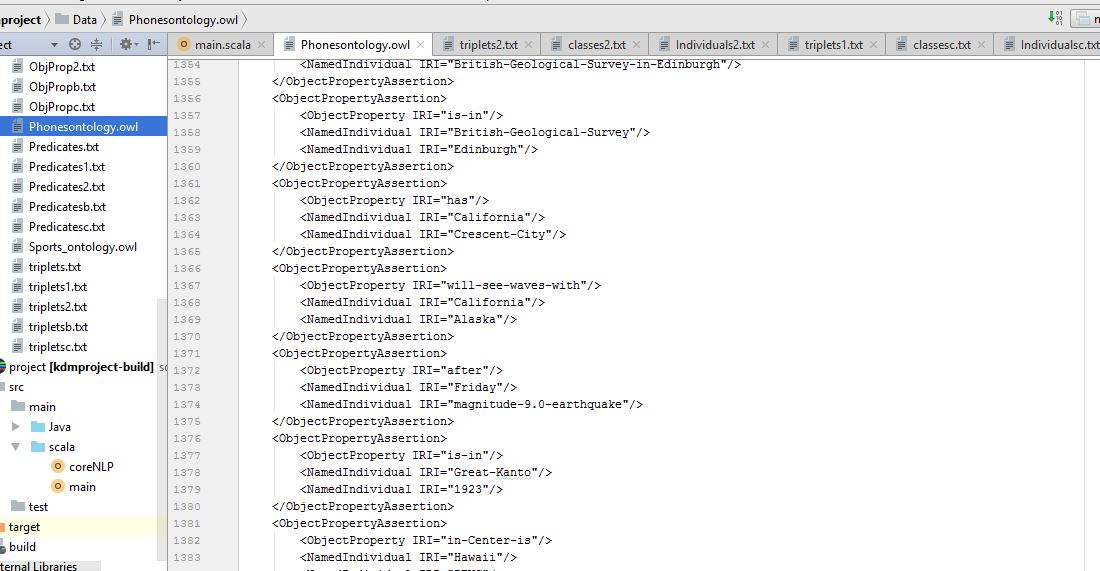 project Data Phonesontology.owl
ect main.scala Phonesontology.owl triplets2.txt classes2.txt Individuals2.txt triplets1.txt classesc.txt Individualsc.txt
ObjProp2.txt
ObjPropb.txt
ObjPropc.txt
Phonesontology.owl
Predicates.txt
Predicates1.txt
Predicates2.txt
Predicatesb.txt
Predicatesc.txt
Sports_ontology.owl
triplets.txt
triplets1.txt
triplets2.txt
tripletsb.txt
tripletsc.txt
project [kdmproject-build]
src
main
Java
scala
coreNLP
main
test
target
build
ternal Libraries
1354 <NamedIndividual IRI="British-Geological-Survey-in-Edinburgh"/>
1355 </ObjectPropertyAssertion>
1356 <ObjectPropertyAssertion>
1357 <ObjectProperty IRI="is-in"/>
1358 <NamedIndividual IRI="British-Geological-Survey"/>
1359 <NamedIndividual IRI="Edinburgh"/>
1360 </ObjectPropertyAssertion>
1361 <ObjectPropertyAssertion>
1362 <ObjectProperty IRI="has"/>
1363 <NamedIndividual IRI="California"/>
1364 <NamedIndividual IRI="Crescent-City"/>
1365 </ObjectPropertyAssertion>
1366 <ObjectPropertyAssertion>
1367 <ObjectProperty IRI="will-see-waves-with"/>
1368 <NamedIndividual IRI="California"/>
1369 <NamedIndividual IRI="Alaska"/>
1370 </ObjectPropertyAssertion>
1371 <ObjectPropertyAssertion>
1372 <ObjectProperty IRI="after"/>
1373 <NamedIndividual IRI="Friday"/>
1374 <NamedIndividual IRI="magnitude-9.0-earthquake"/>
1375 </ObjectPropertyAssertion>
1376 <ObjectPropertyAssertion>
1377 <ObjectProperty IRI="is-in"/>
1378 <NamedIndividual IRI="Great-Kanto"/>
1379 <NamedIndividual IRI="1923"/>
1380 </ObjectPropertyAssertion>
1381 <ObjectPropertyAssertion>
1382 <ObjectProperty IRI="in-Center-is"/>
1383 <NamedIndividual IRI="Hawaii"/>